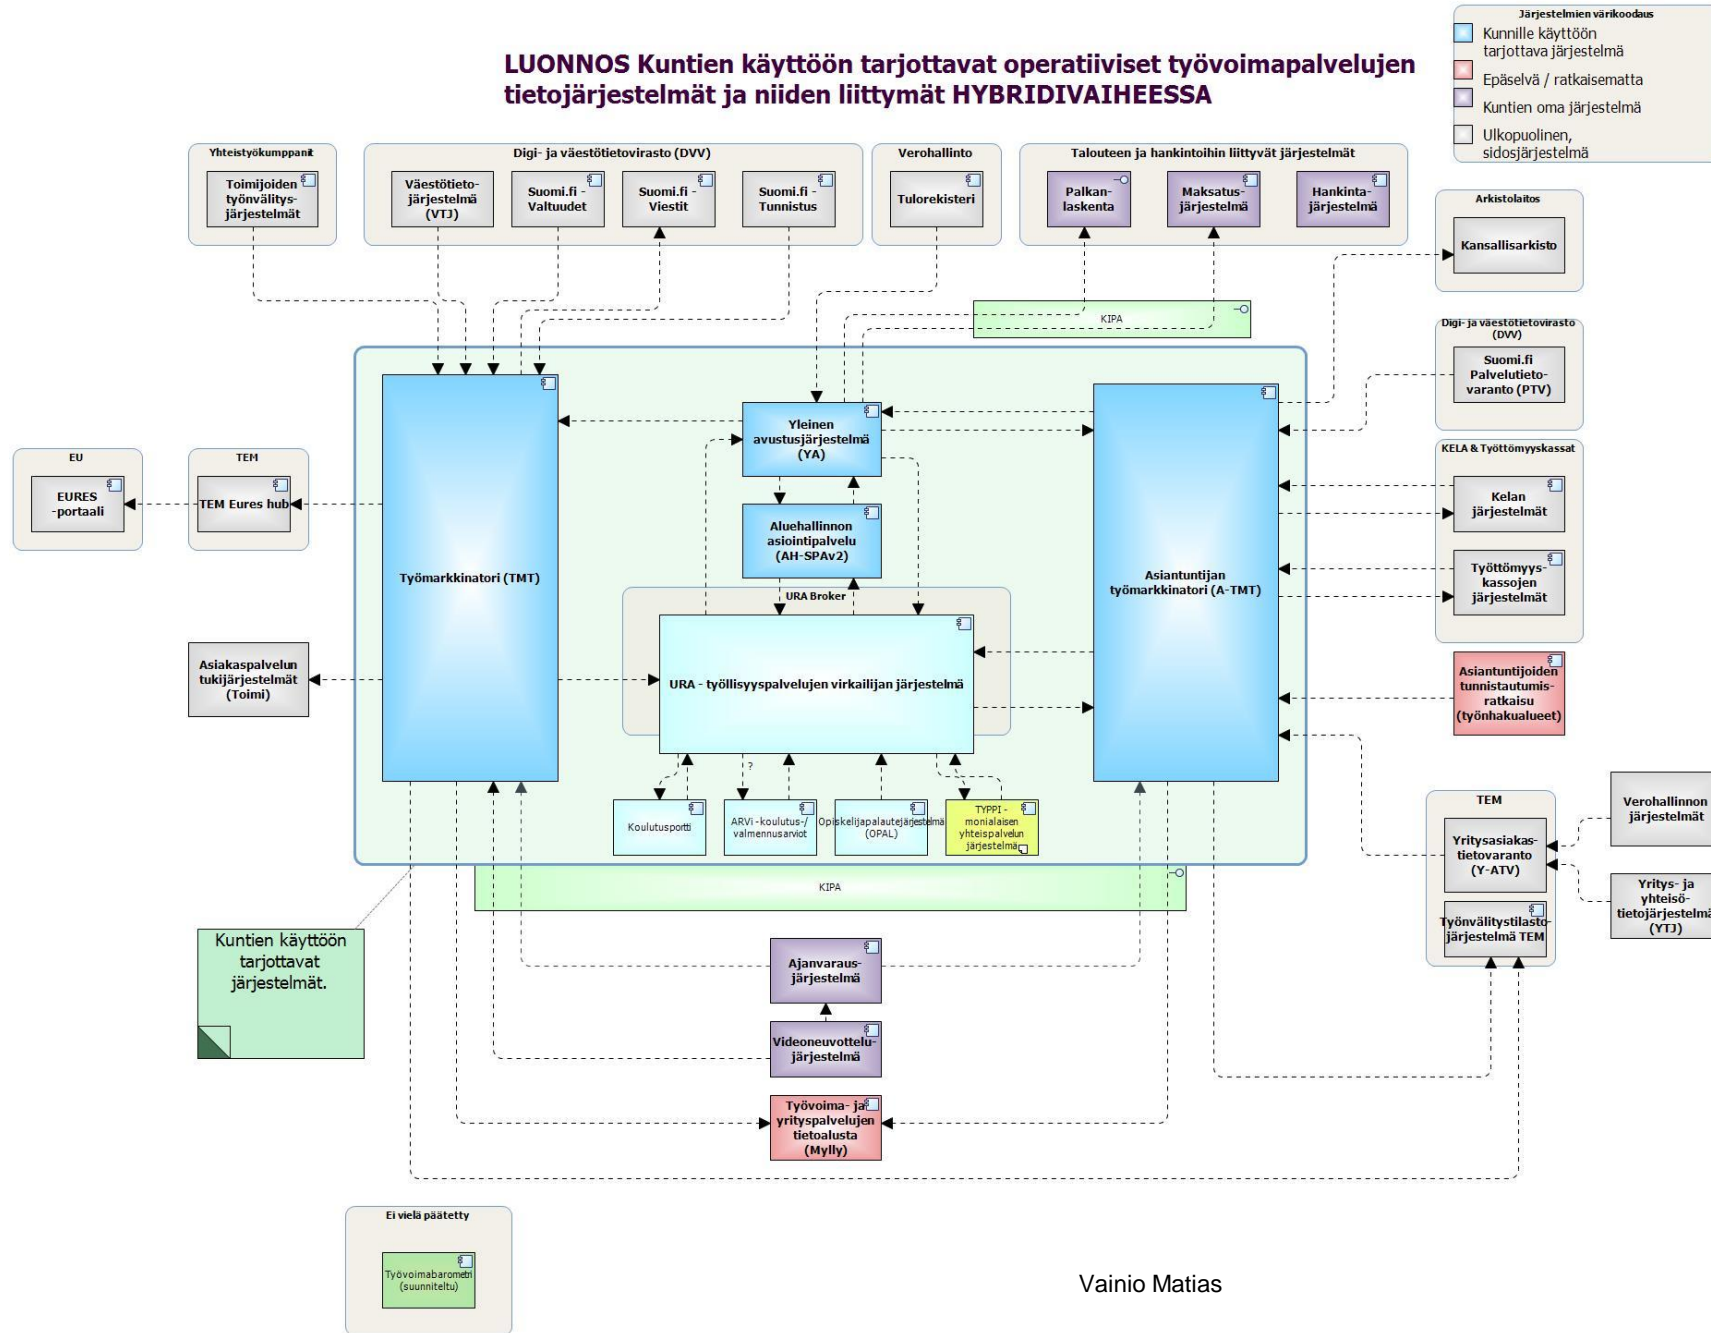 Järjestelmien värikoodaus
Kunnille käyttöön
tarjottava järjestelmä
Epäselvä / ratkaisematta
Kuntien oma järjestelmä
Ulkopuolinen,
sidosjärjestelmä
LUONNOS Kuntien käyttöön tarjottavat operatiiviset työvoimapalvelujen
tietojärjestelmät ja niiden liittymät HYBRIDIVAIHEESSA
Yhteistyökumppanit
Toimijoiden
työnvälitys-
järjestelmät
Digi- ja väestötietovirasto (DVV)
Väestötieto-
järjestelmä
(VTJ)
Suomi.fi -
Valtuudet
Suomi.fi -
Viestit
Suomi.fi -
Tunnistus
Verohallinto
Tulorekisteri
Talouteen ja hankintoihin liittyvät järjestelmät
Palkan-
laskenta
Maksatus-
järjestelmä
Hankinta-
järjestelmä
Arkistolaitos
Kansallisarkisto
KIPA
Digi- ja väestötietovirasto
(DVV)
Suomi.fi
Palvelutieto-
varanto (PTV)
Työmarkkinatori (TMT)
Yleinen
avustusjärjestelmä
(YA)
Aluehallinnon
asiointipalvelu
(AH-SPAv2)
Asiantuntijan
työmarkkinatori (A-TMT)
URA Broker
URA - työllisyyspalvelujen virkailijan järjestelmä
EU
EURES
-portaali
TEM
TEM Eures hub
KELA & Työttömyyskassat
Kelan
järjestelmät
Työttömyys-
kassojen
järjestelmät
Asiakaspalvelun
tukijärjestelmät
(Toimi)
Asiantuntijoiden
tunnistautumis-
ratkaisu
(työnhakualueet)
?
Koulutusportti
ARVi -koulutus-/
valmennusarviot
Opiskelijapalautejärjestelmä
(OPAL)
TYPPI -
monialaisen
yhteispalvelun
järjestelmä
TEM
Yritysasiakas-
tietovaranto
(Y-ATV)
Työnvälitystilasto-
järjestelmä TEM
Verohallinnon
järjestelmät
Yritys- ja
yhteisö-
tietojärjestelmä
(YTJ)
KIPA
Kuntien käyttöön
tarjottavat
järjestelmät.
Ajanvaraus-
järjestelmä
Videoneuvottelu-
järjestelmä
Työvoima- ja
yrityspalvelujen
tietoalusta
(Mylly)
Ei vielä päätetty
Työvoimabarometri
(suunniteltu)
Vainio Matias